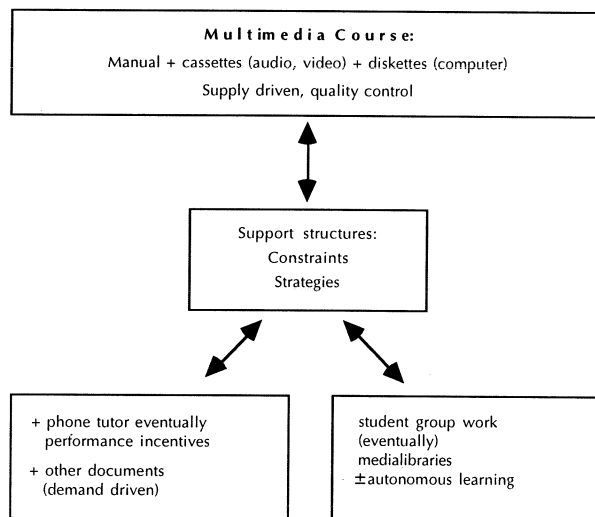 Multimedia Course:
Manual + cassettes (audio, video) + diskettes (computer)
Supply driven, quality control
Support structures:
Constraints
Strategies
+ phone tutor eventually
performance incentives
+ other documents
(demand driven)
student group work
(eventually)
medialibraries
±autonomous learning